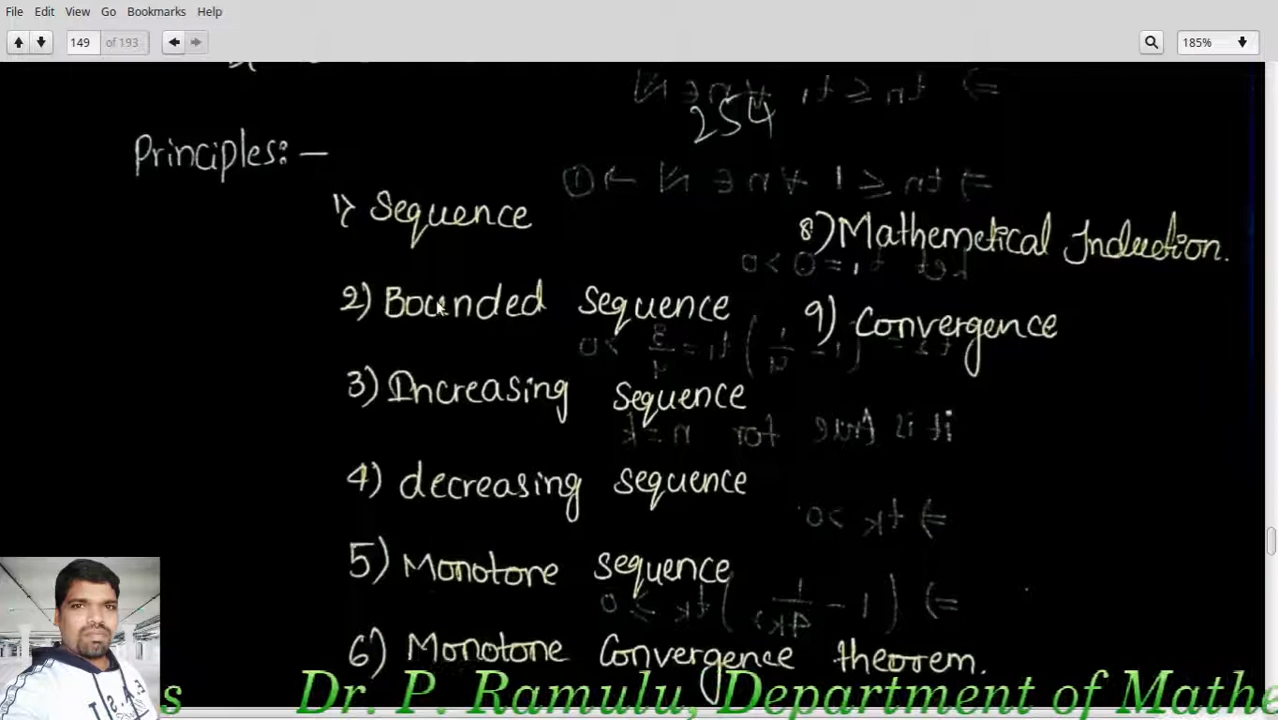 File Edit View Go Bookmarks Help
149 of 193
185%
254
Principles:-
1) Sequence
2) Bounded Sequence
3) Increasing Sequence
4) decreasing sequence
5) Monotone sequence
6) Monotone Convergence theorem.
8) Mathemetical Induction.
9) Convergence
s Dr. P. Ramulu, Department of Mathe